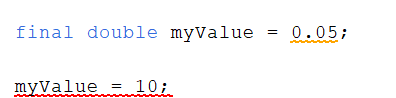 final double myValue = 0.05;
myValue = 10;